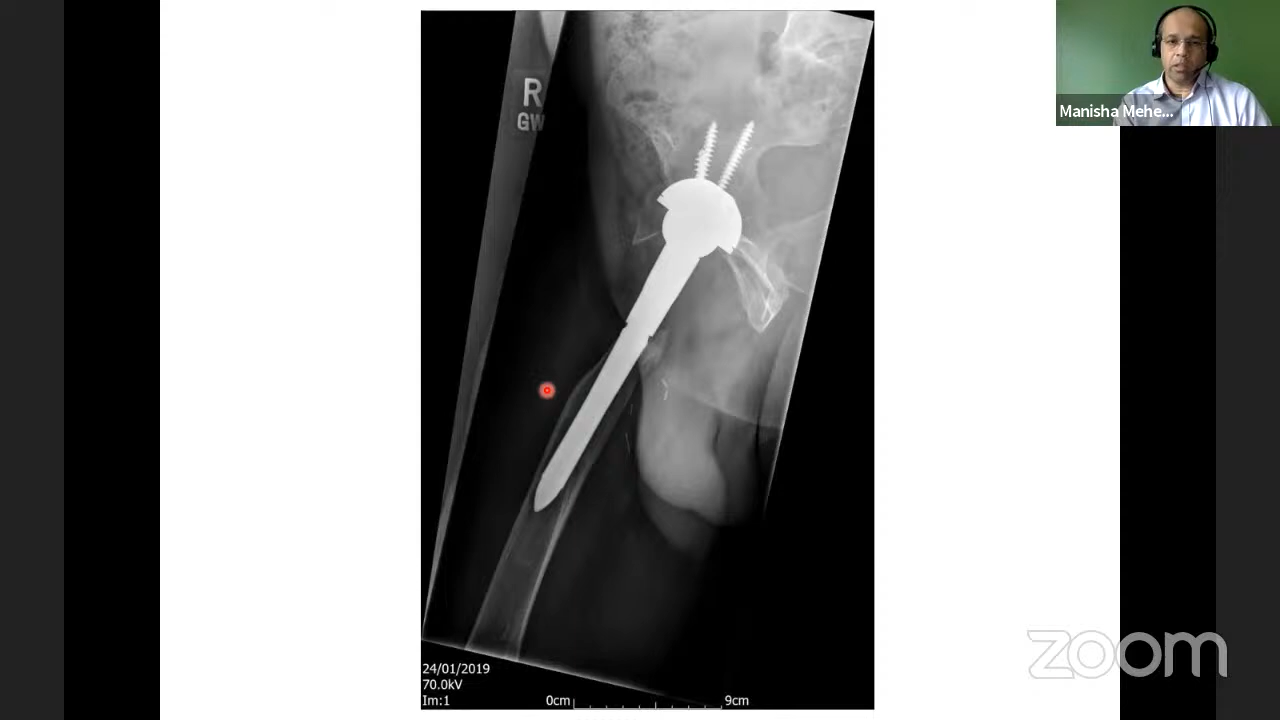 R
GW
Manisha Mehe...
24/01/2019
70.0kV
Im:1
0cm
9cm
zoom